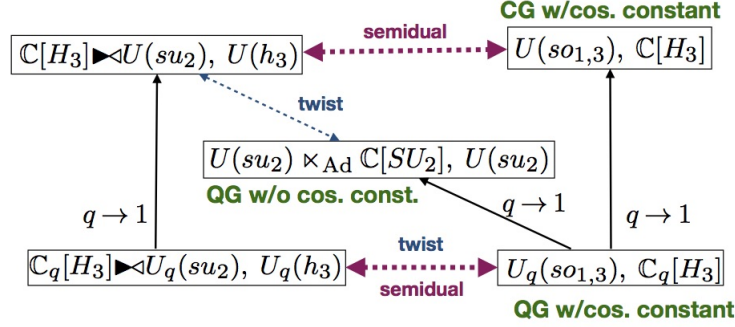 CG w/cos. constant
semidual
ℂ[H₃]▶◁U(su₂), U(h₃)
U(so₁,₃), ℂ[H₃]
twist
U(su₂) ⋉_Ad ℂ[SU₂], U(su₂)
QG w/o cos. const.
q → 1
q → 1
q → 1
twist
ℂ_q[H₃]▶◁U_q(su₂), U_q(h₃)
U_q(so₁,₃), ℂ_q[H₃]
semidual
QG w/cos. constant